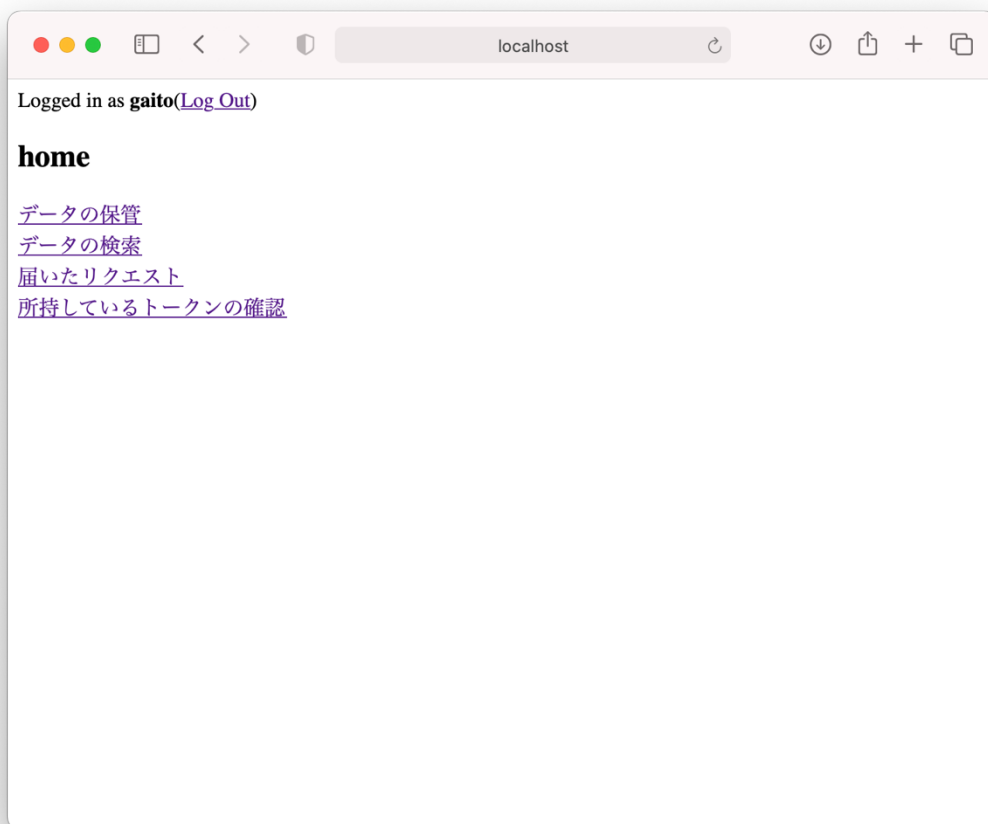 localhost
Logged in as gaito(Log Out)
home
データの保管
データの検索
届いたリクエスト
所持しているトークンの確認